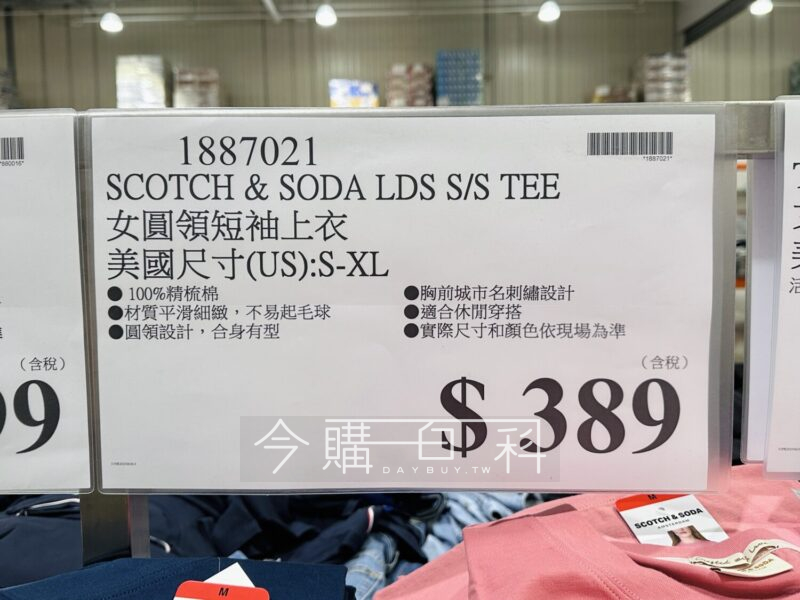 1887021
*1887021*
SCOTCH & SODA LDS S/S TEE
女圓領短袖上衣
美國尺寸(US):S-XL
● 100%精梳棉
●材質平滑細緻，不易起毛球
●圓領設計，合身有型
●胸前城市名刺繡設計
●適合休閒穿搭
●實際尺寸和顏色依現場為準
(含稅)
$ 389
今購百科
DAYBUY.TW
(含稅)
99
M
SCOTCH & SODA
AMSTERDAM
M